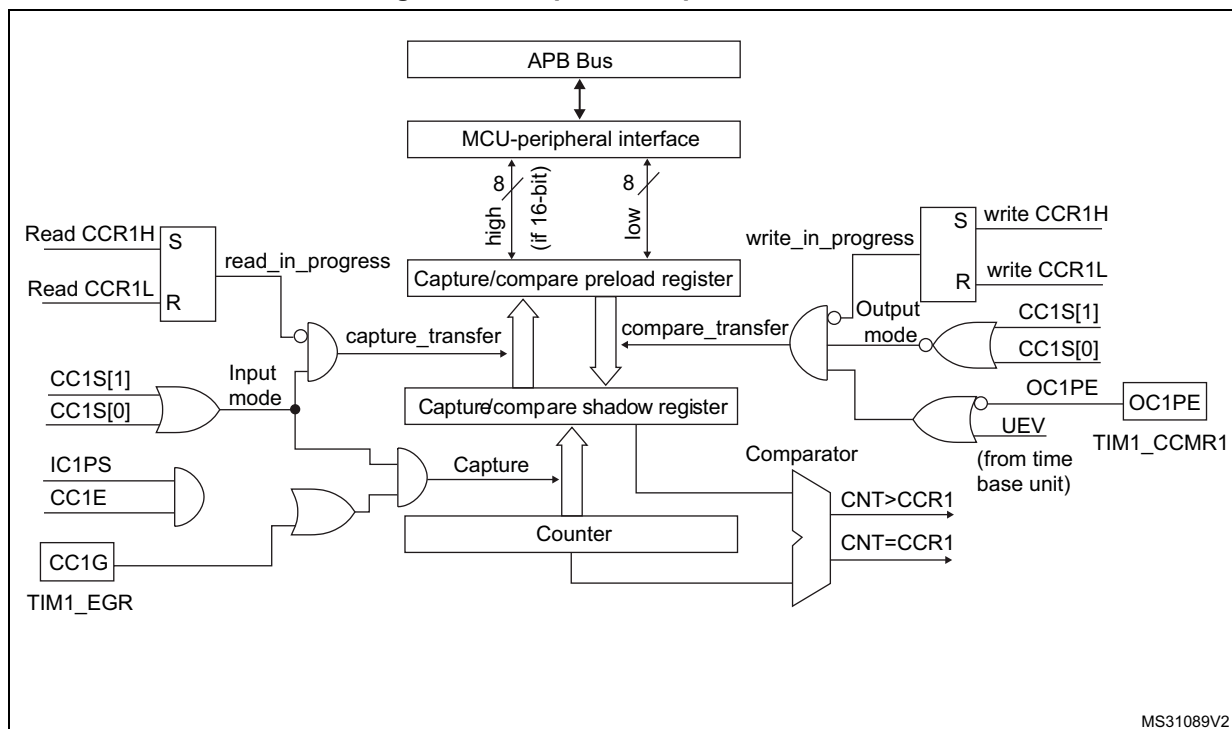 APB Bus
MCU-peripheral interface
8
high
(if 16-bit)
8
low
Read CCR1H
S
read_in_progress
Read CCR1L
R
write_in_progress
S
write CCR1H
R
write CCR1L
Capture/compare preload register
capture_transfer
compare_transfer
Output
mode
CC1S[1]
CC1S[0]
CC1S[1]
CC1S[0]
Input
mode
Capture/compare shadow register
OC1PE
OC1PE
UEV
TIM1_CCMR1
(from time
base unit)
IC1PS
CC1E
Capture
Comparator
CNT>CCR1
CNT=CCR1
Counter
CC1G
TIM1_EGR
MS31089V2